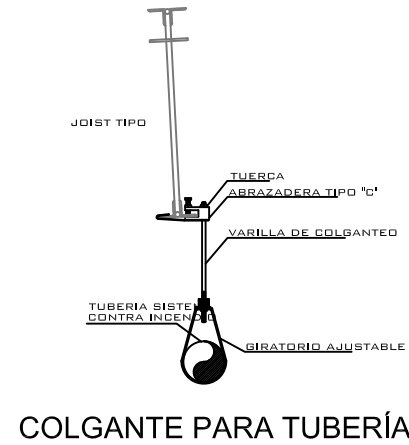 JOIST TIPO
TUERCA
ABRAZADERA TIPO "C"
VARILLA DE COLGANTEO
TUBERIA SISTE
CONTRA INCENDIO
GIRATORIO AJUSTABLE
COLGANTE PARA TUBERÍA